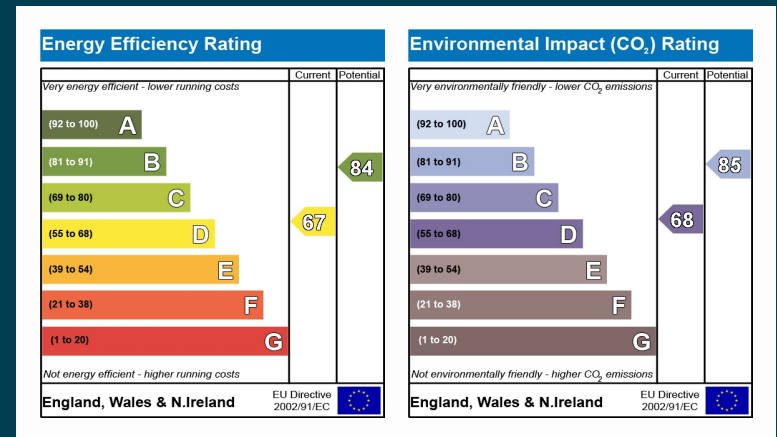 Energy Efficiency Rating
Current Potential
Very energy efficient - lower running costs
(92 to 100) A
(81 to 91) B
84
(69 to 80) C
67
(55 to 68) D
(39 to 54) E
(21 to 38) F
(1 to 20) G
Not energy efficient - higher running costs
England, Wales & N.Ireland
EU Directive
2002/91/EC
Environmental Impact (CO₂) Rating
Current Potential
Very environmentally friendly - lower CO₂ emissions
(92 to 100) A
(81 to 91) B
85
(69 to 80) C
68
(55 to 68) D
(39 to 54) E
(21 to 38) F
(1 to 20) G
Not environmentally friendly - higher CO₂ emissions
England, Wales & N.Ireland
EU Directive
2002/91/EC